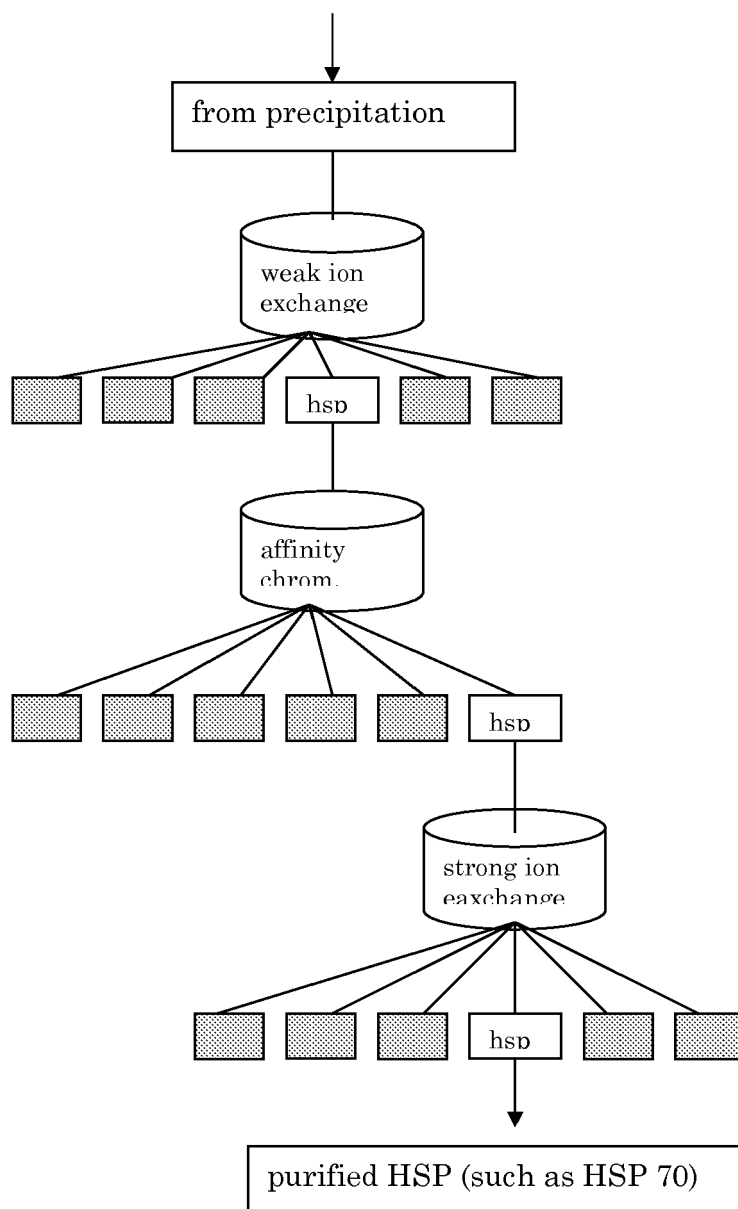 from precipitation
weak ion
exchange
hsp
affinity
chrom.
hsp
strong ion
eaxchange
hsp
purified HSP (such as HSP 70)